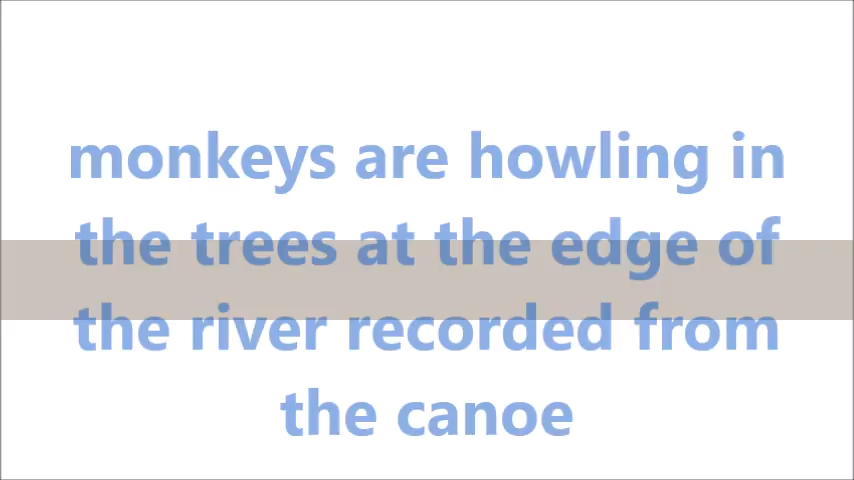 monkeys are howling in
the trees at the edge of
the river recorded from
the canoe